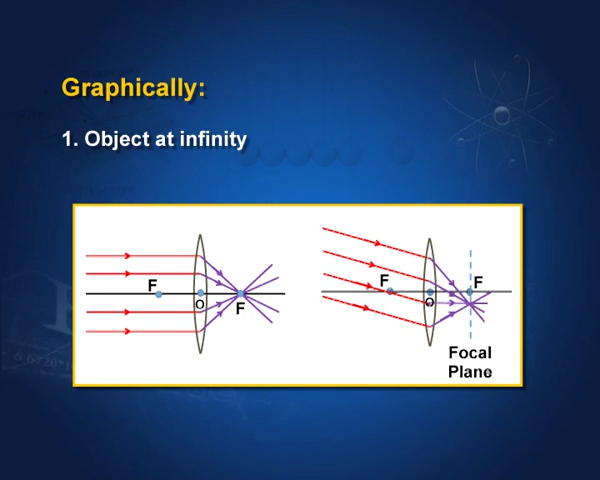 Graphically:
1. Object at infinity
F
O
F
F
O
F
Focal
Plane